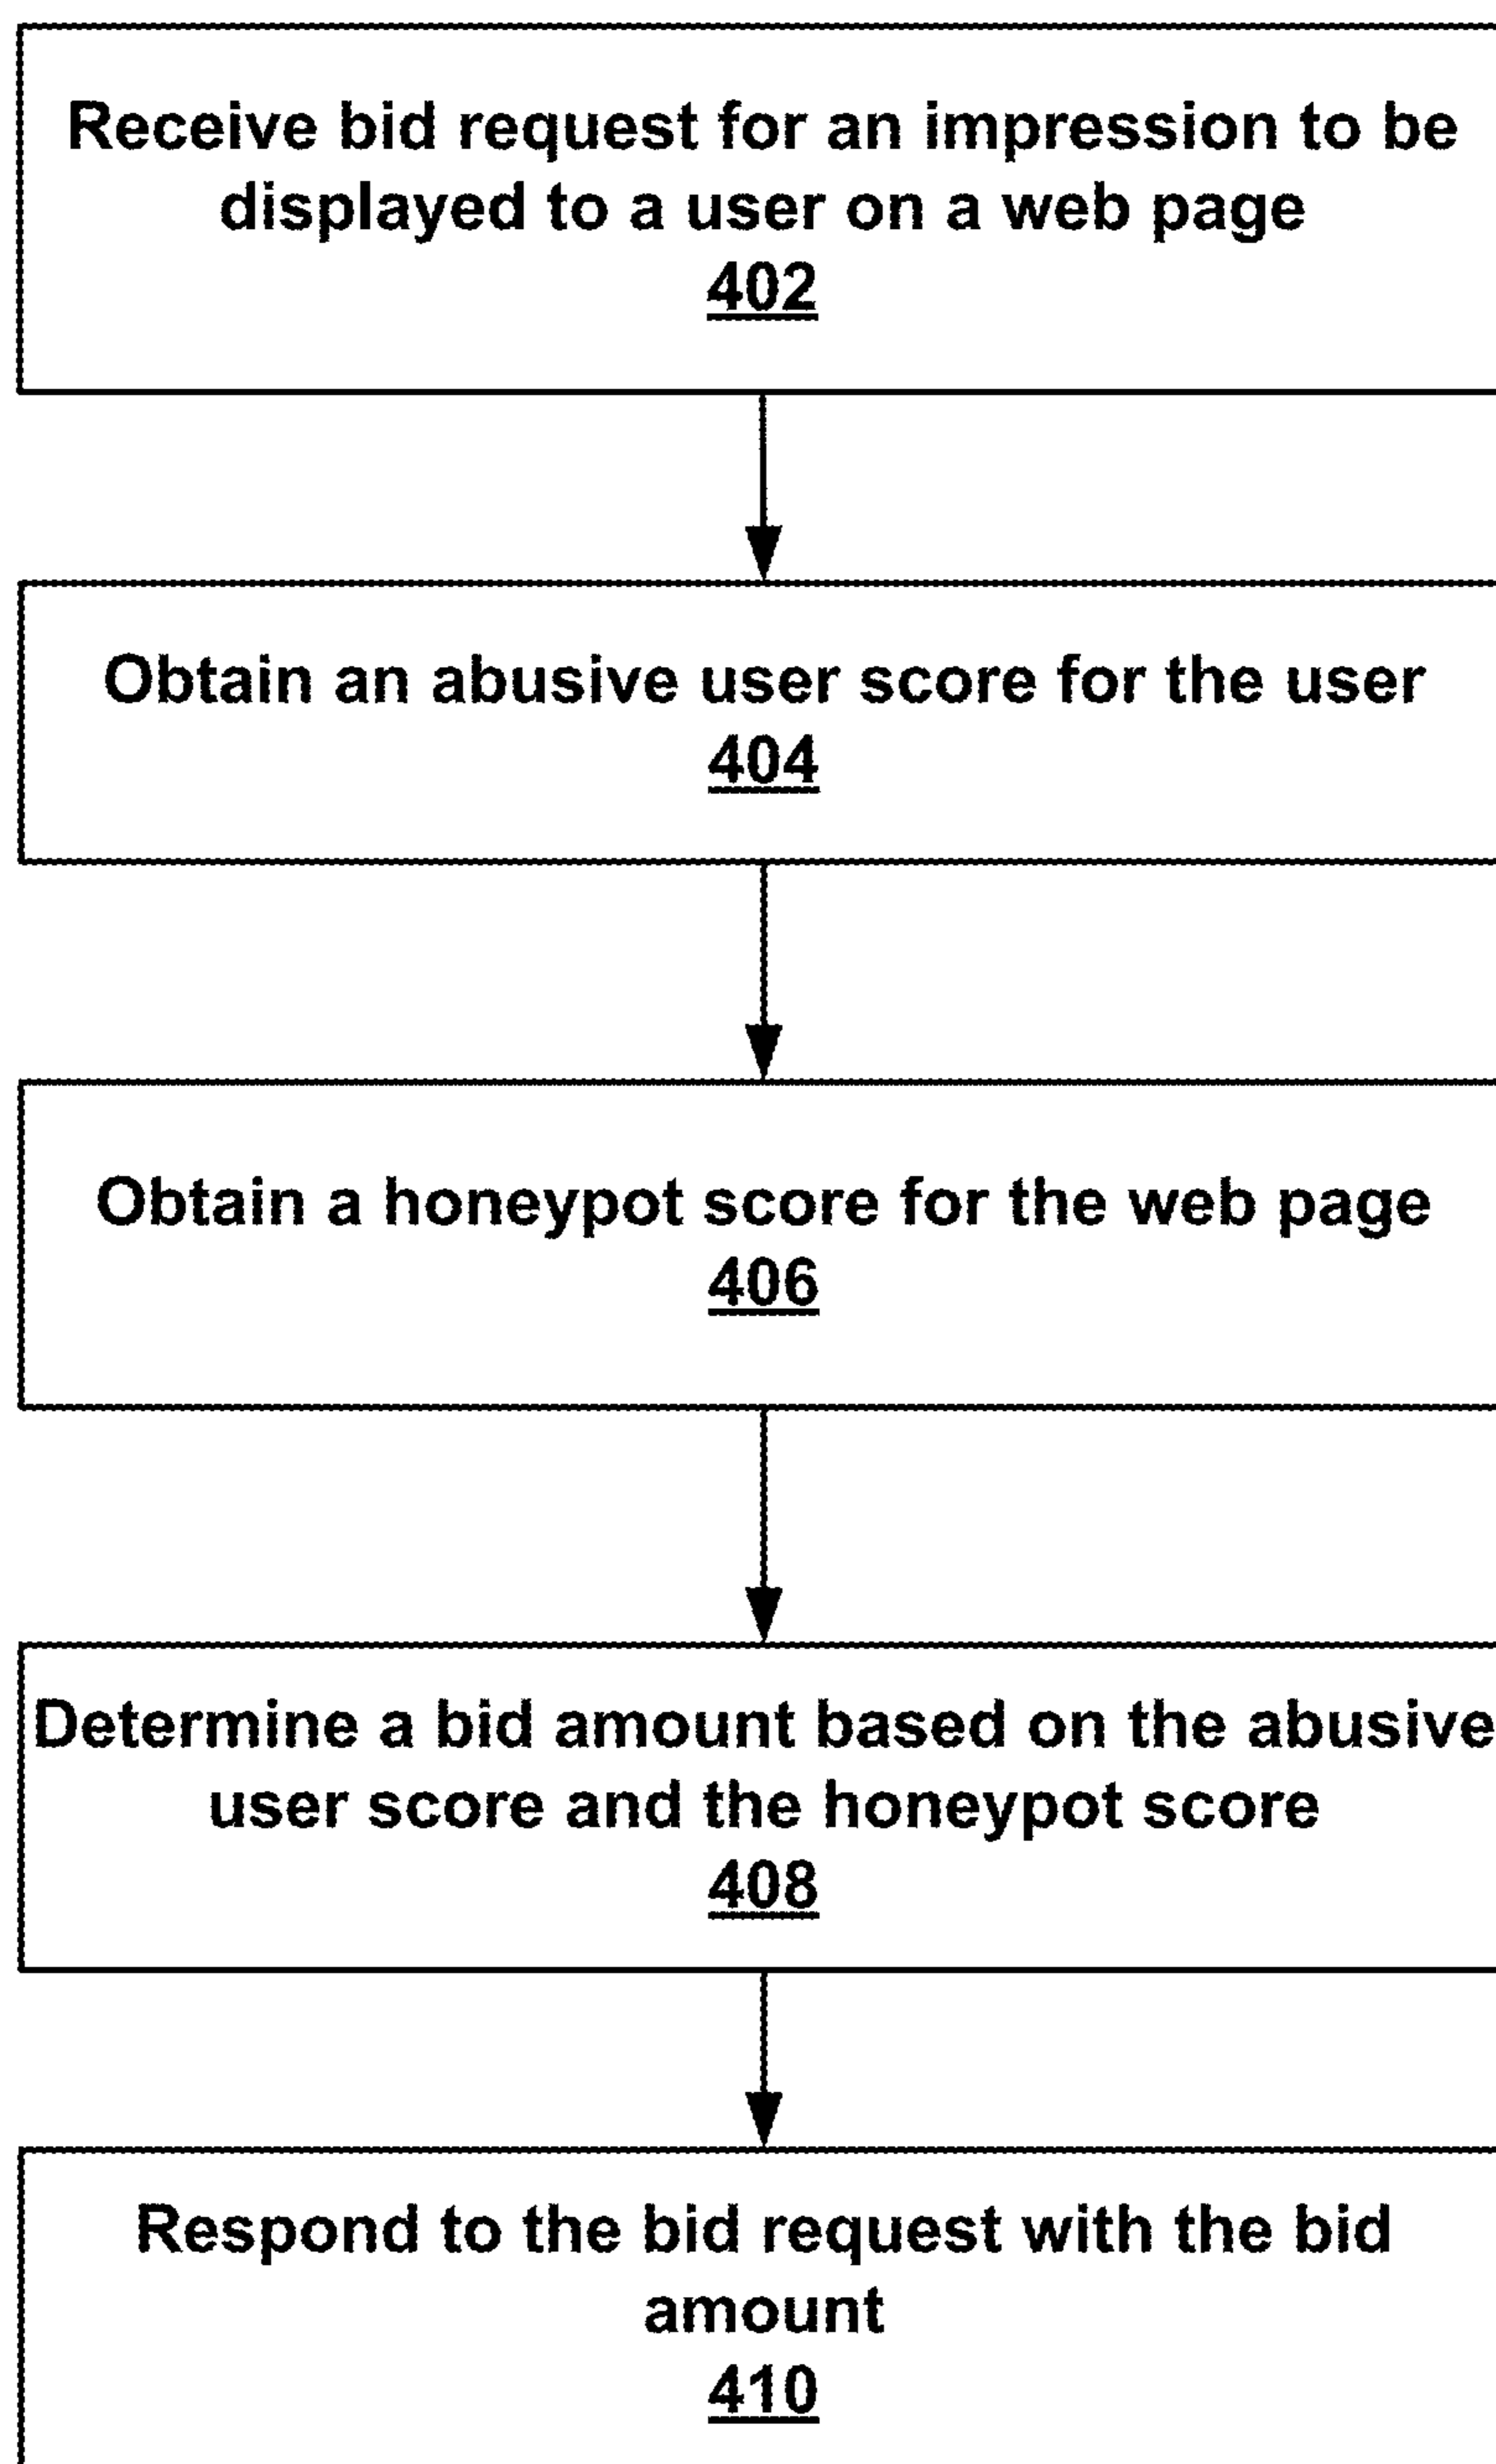 Receive bid request for an impression to be
displayed to a user on a web page
402
Obtain an abusive user score for the user
404
Obtain a honeypot score for the web page
406
Determine a bid amount based on the abusive
user score and the honeypot score
408
Respond to the bid request with the bid
amount
410